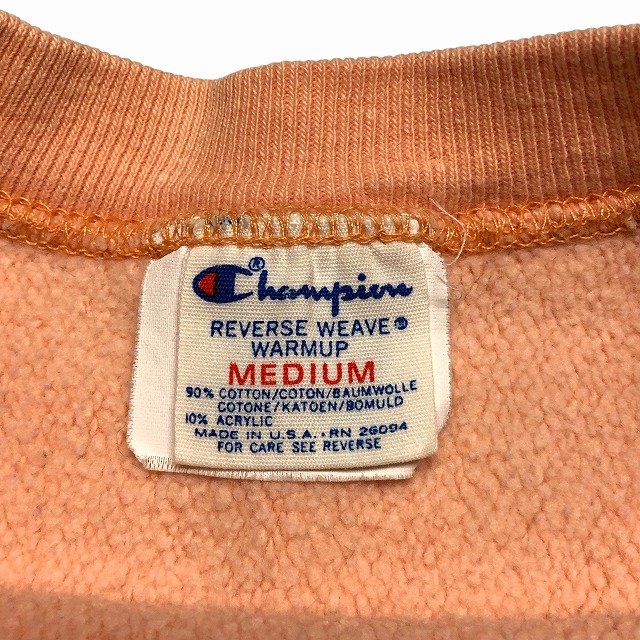 Champion®
REVERSE WEAVE®
WARMUP
MEDIUM
90% COTTON/COTON/BAUMWOLLE
COTONE/KATOEN/BOMULD
10% ACRYLIC
MADE IN U.S.A. RN 26094
FOR CARE SEE REVERSE